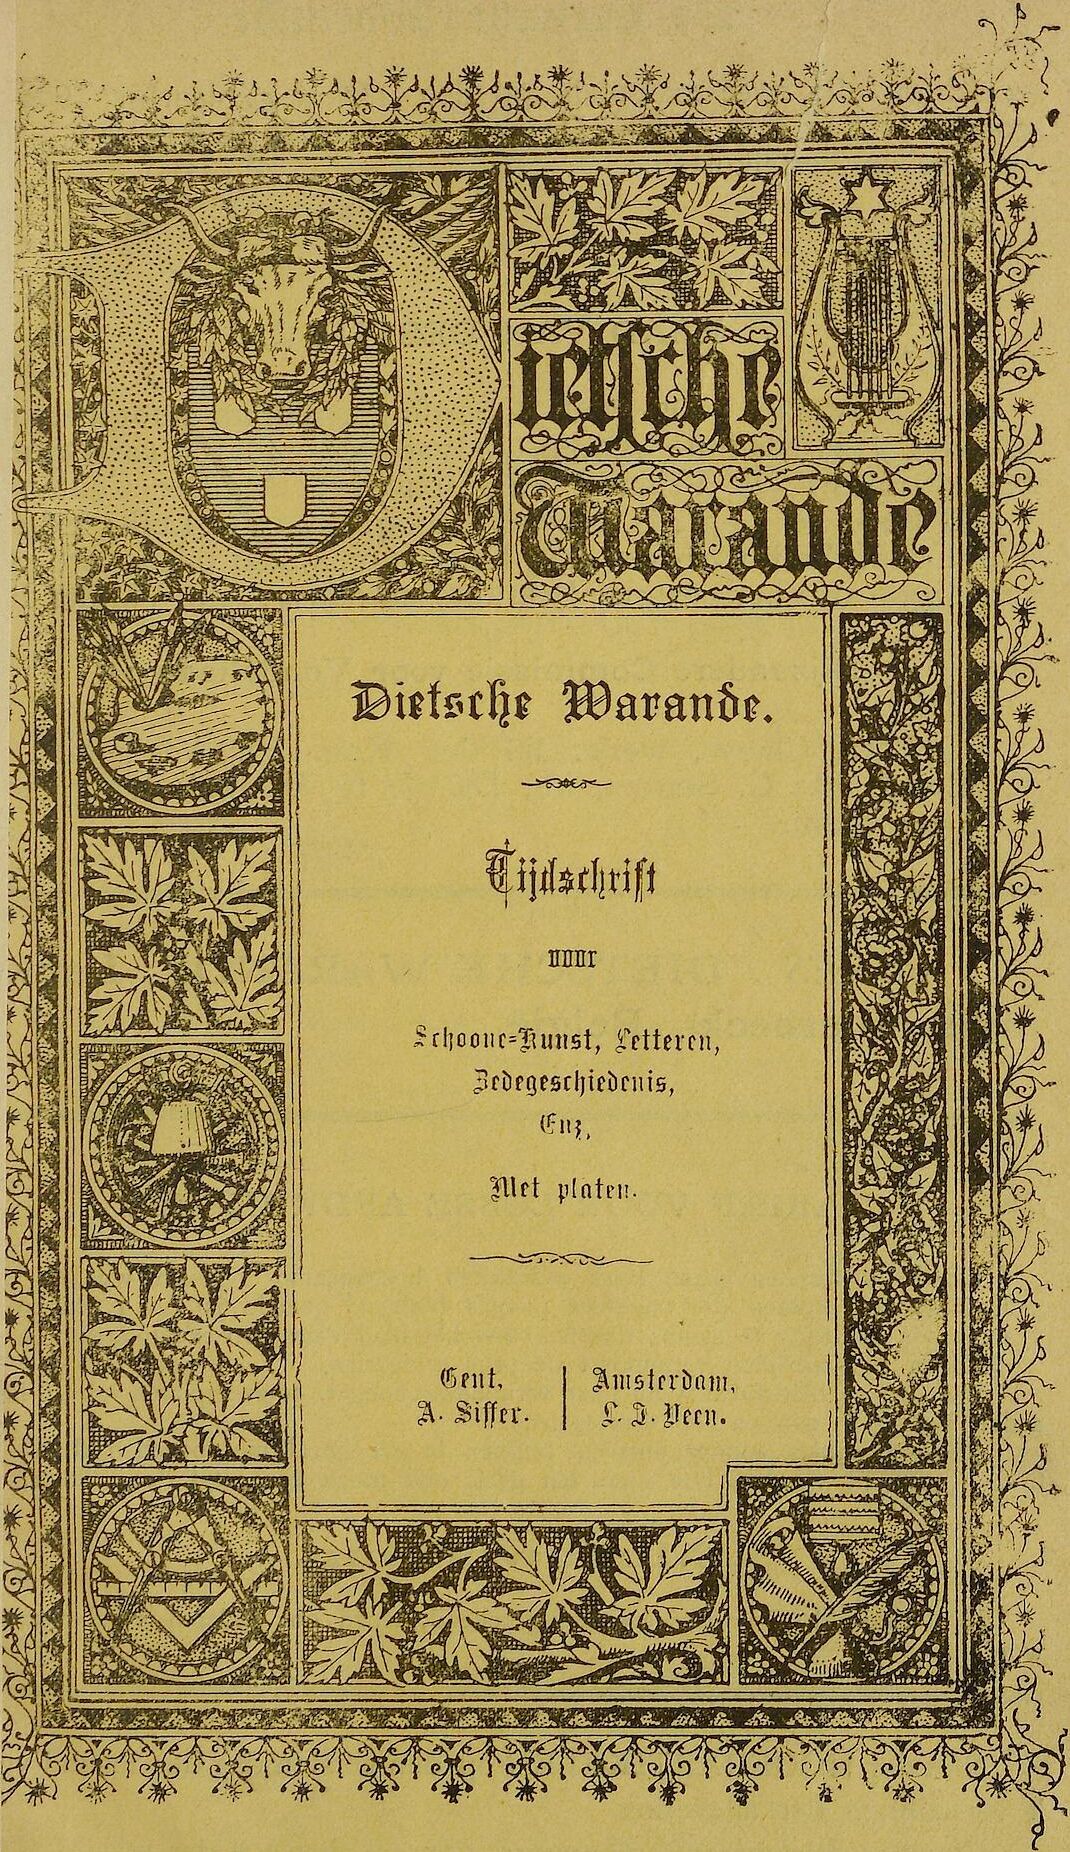 Dietsche
Warande
Dietsche Warande.
Tijdschrift
voor
Schoone-Kunst, Letteren,
Zedegeschiedenis,
Enz,
Met platen.
Gent,
A. Siffer.
Amsterdam,
L. J. Veen.